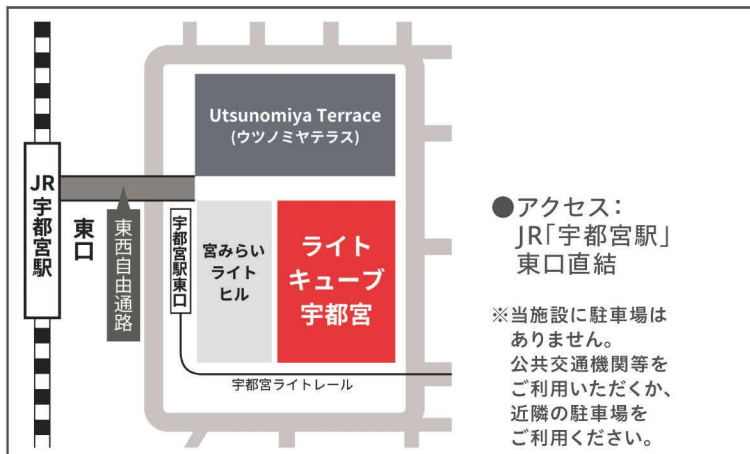 Utsunomiya Terrace
(ウツノミヤテラス)
JR
宇都宮駅
東口
東西自由通路
宇都宮駅東口
宮みらい
ライト
ヒル
ライト
キューブ
宇都宮
宇都宮ライトレール
●アクセス：
JR「宇都宮駅」
東口直結
※当施設に駐車場は
ありません。
公共交通機関等を
ご利用いただくか、
近隣の駐車場を
ご利用ください。